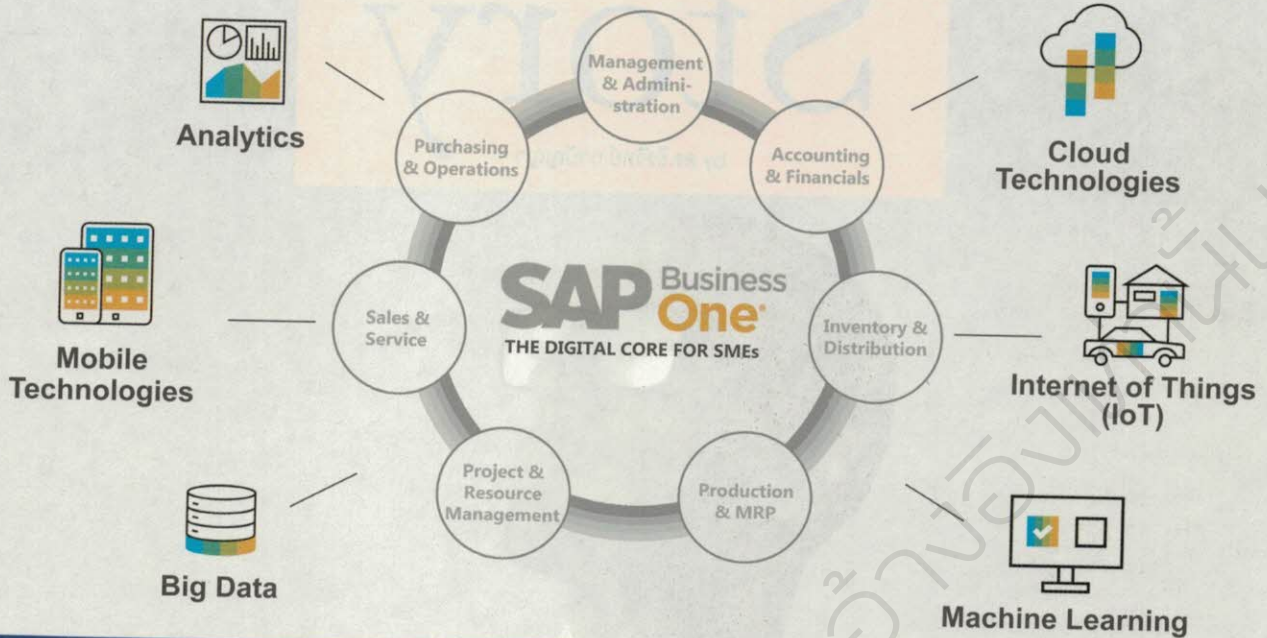 Analytics
Management
& Admini-
stration
Purchasing
& Operations
Accounting
& Financials
Cloud
Technologies
SAP Business
One
THE DIGITAL CORE FOR SMEs
Mobile
Technologies
Sales &
Service
Inventory &
Distribution
Internet of Things
(IoT)
Project &
Resource
Management
Production
& MRP
Big Data
Machine Learning